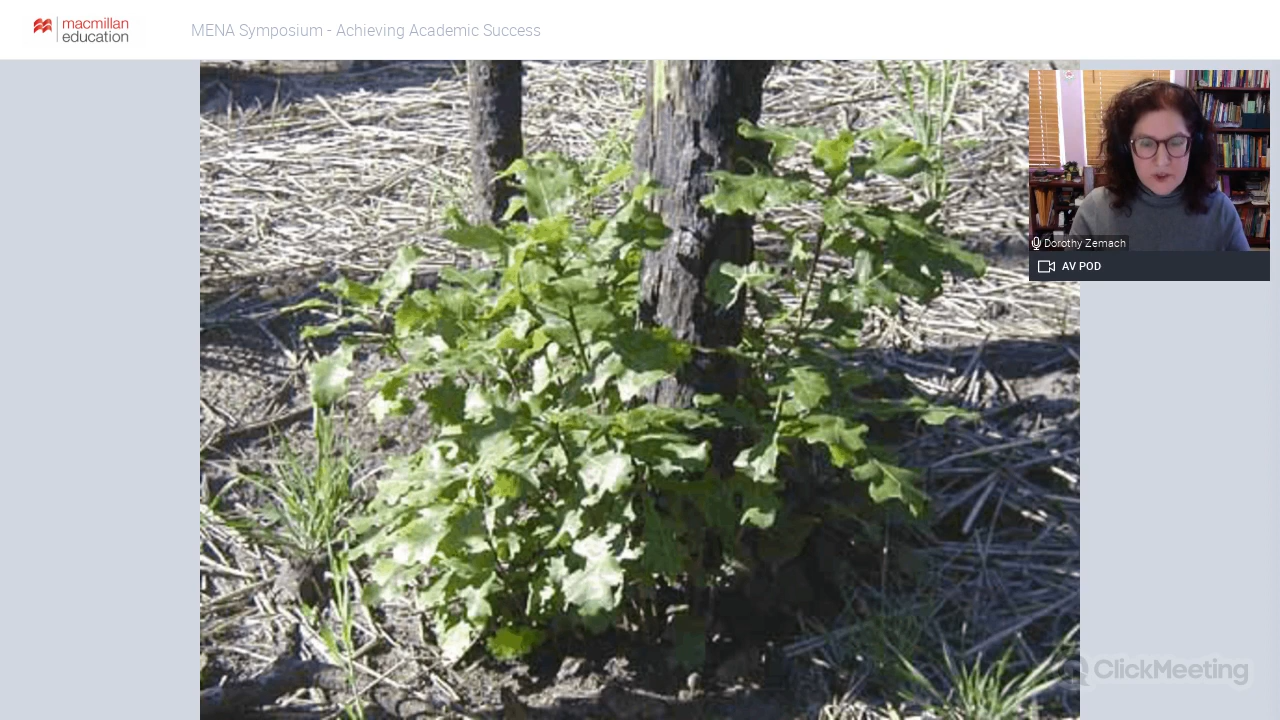 macmillan
education
MENA Symposium - Achieving Academic Success
Dorothy Zemach
AV POD
ClickMeeting